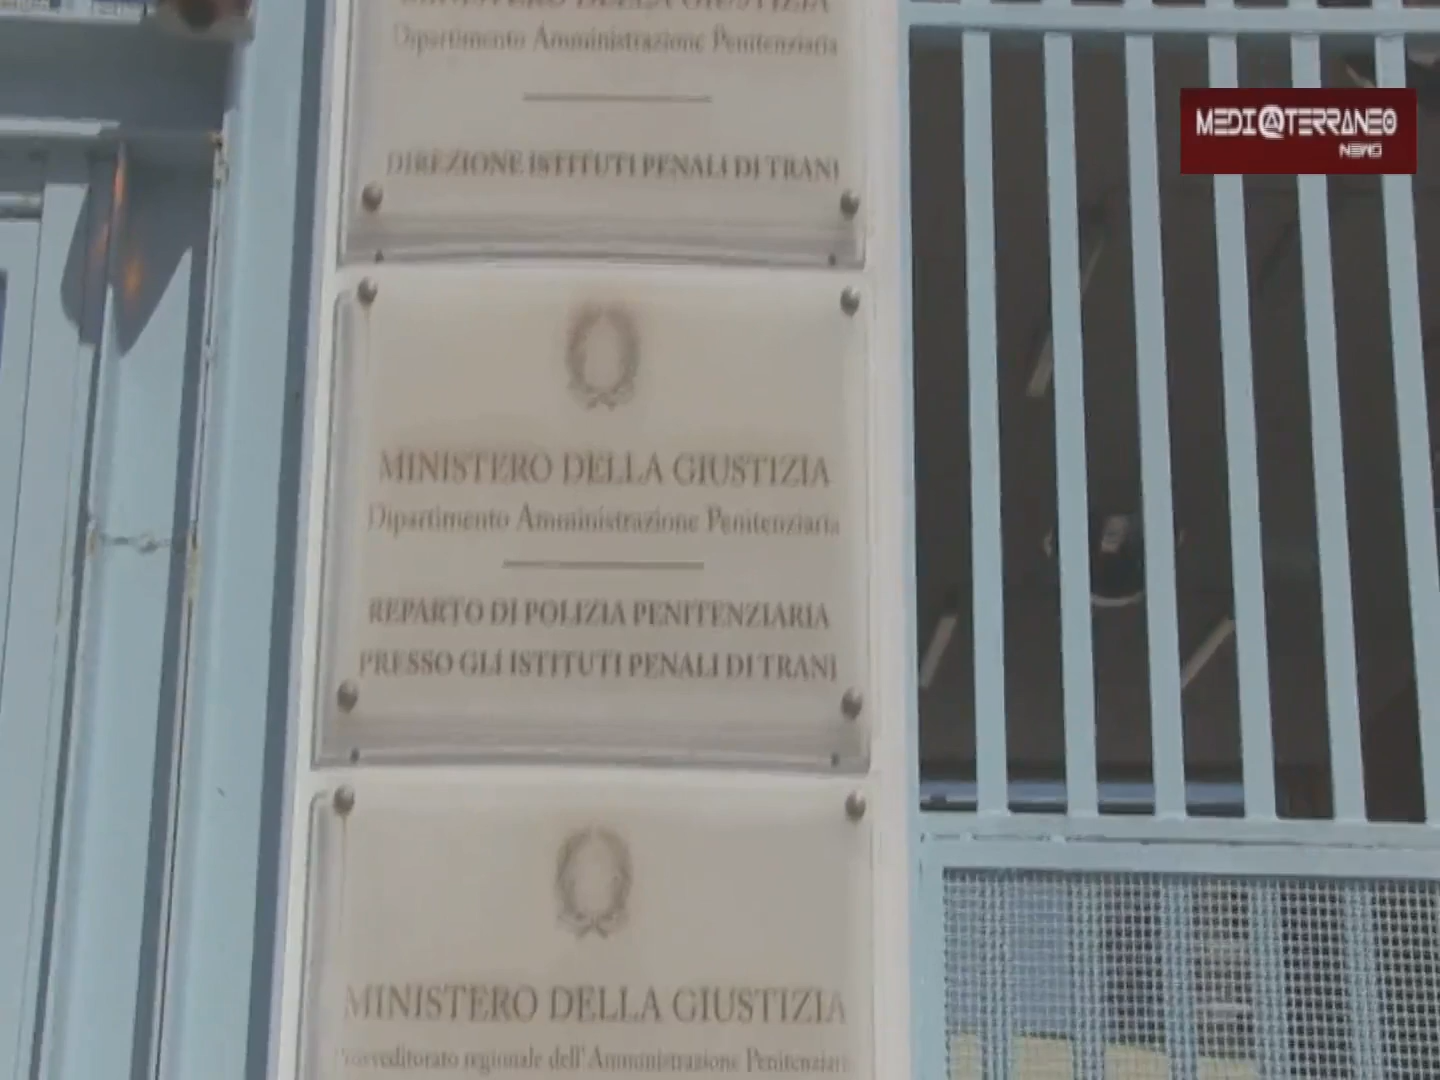 MINISTERO DELLA GIUSTIZIA
Dipartimento Amministrazione Penitenziaria
DIREZIONE ISTITUTI PENALI DI TRANI
MEDI@TERRANEO
NEWS
MINISTERO DELLA GIUSTIZIA
Dipartimento Amministrazione Penitenziaria
REPARTO DI POLIZIA PENITENZIARIA
PRESSO GLI ISTITUTI PENALI DI TRANI
MINISTERO DELLA GIUSTIZIA
Provveditorato regionale dell'Amministrazione Penitenziaria